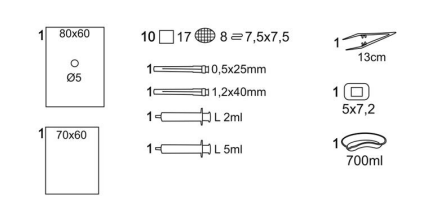 1 80x60
Ø5
1 70x60
10 17 8 = 7,5x7,5
1 0,5x25mm
1 1,2x40mm
1 L 2ml
1 L 5ml
1
13cm
1
5x7,2
1
700ml